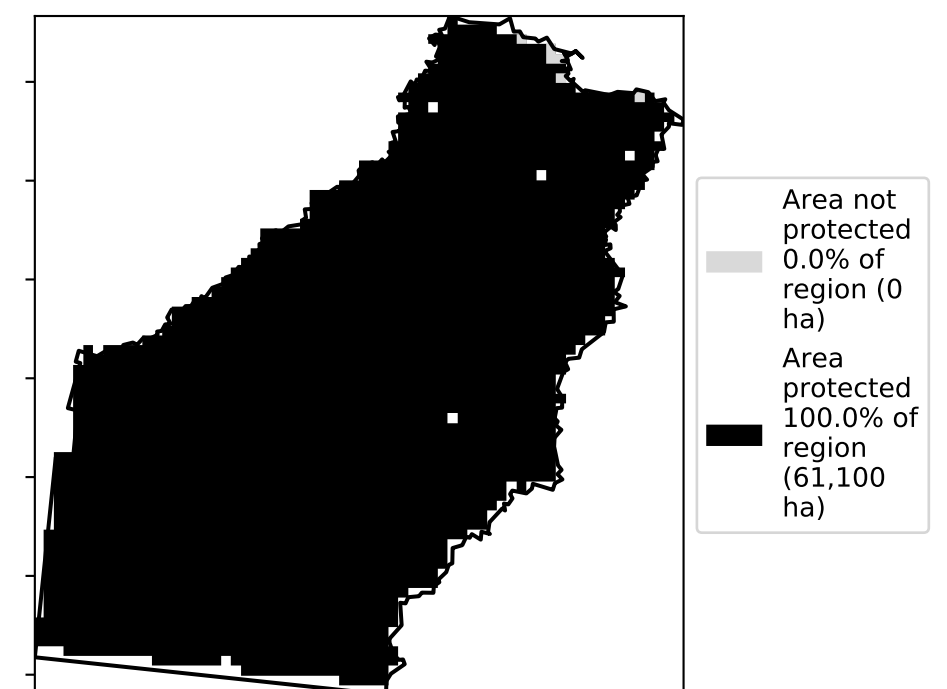 Area not
protected
0.0% of
region (0
ha)
Area
protected
100.0% of
region
(61,100
ha)